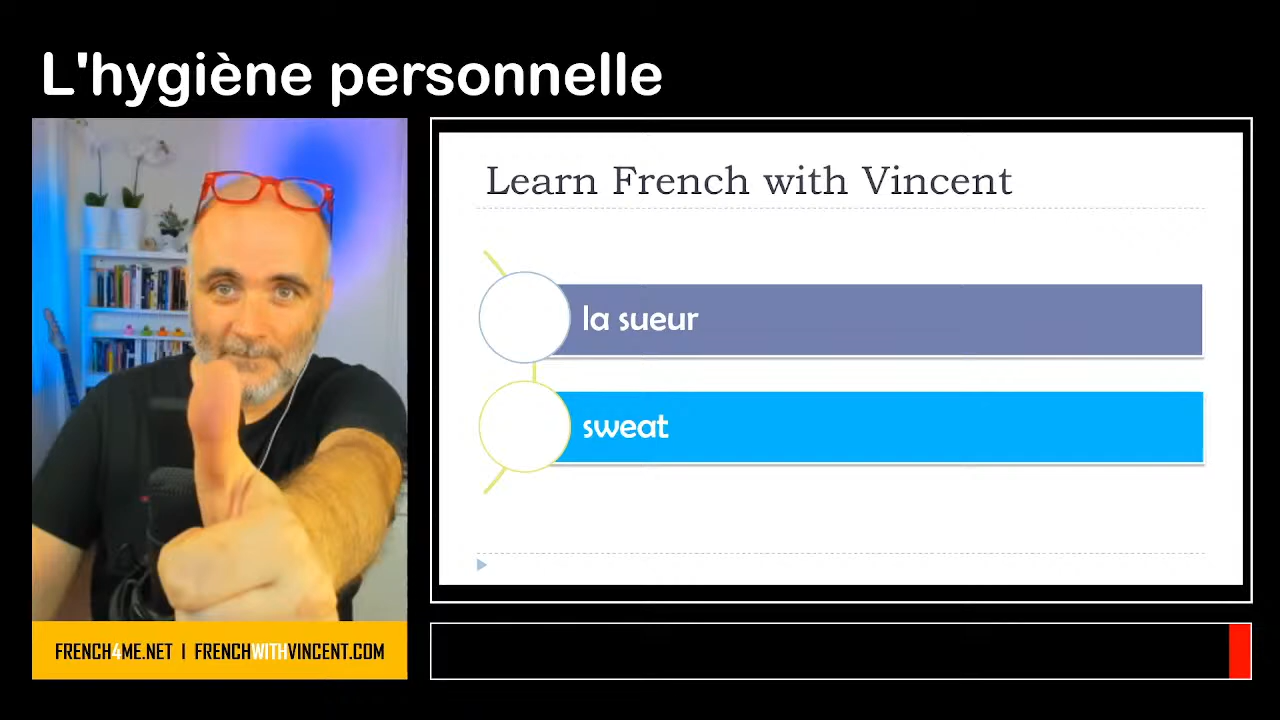 L'hygiène personnelle
Learn French with Vincent
la sueur
sweat
FRENCH4ME.NET I FRENCHWITHVINCENT.COM